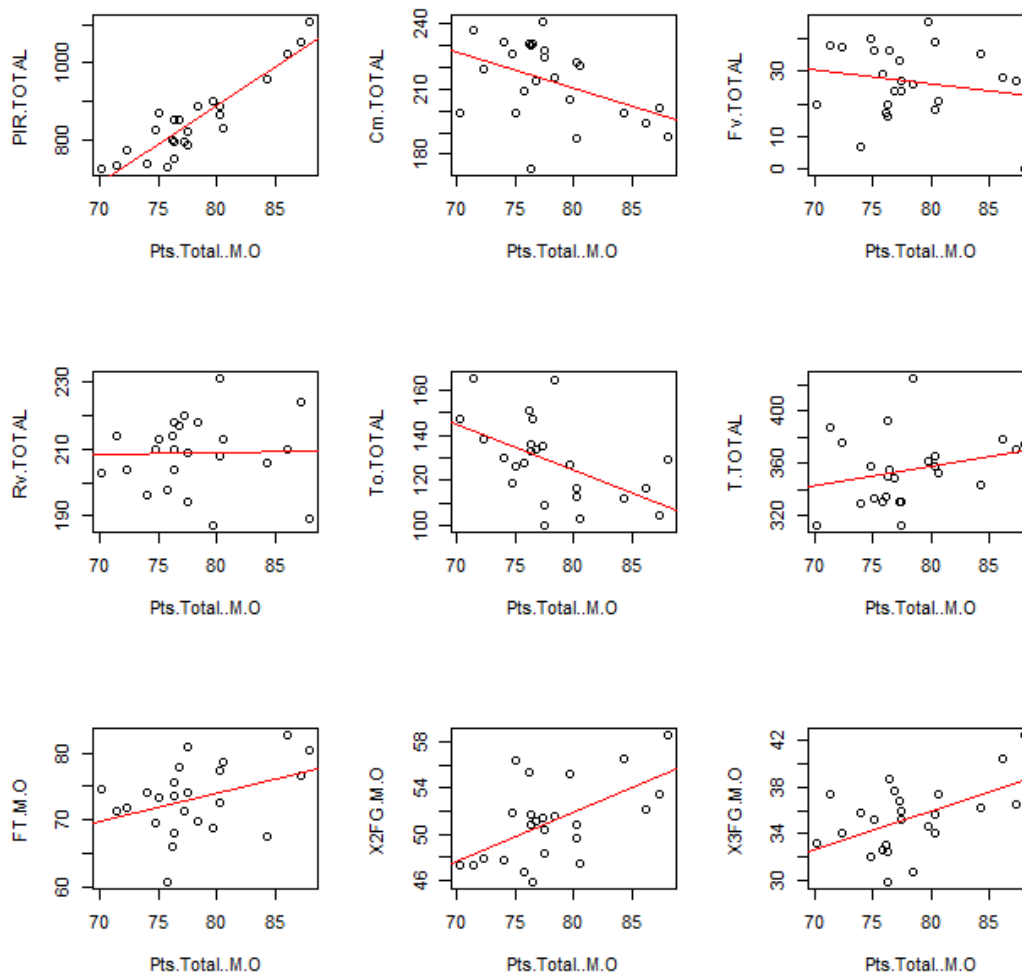 PIR.TOTAL
1000
800
70 75 80 85
Pts.Total..M.O
Cm.TOTAL
240
210
180
70 75 80 85
Pts.Total..M.O
Fv.TOTAL
30
10
0
70 75 80 85
Pts.Total..M.O
Rv.TOTAL
230
210
190
70 75 80 85
Pts.Total..M.O
To.TOTAL
160
140
120
100
70 75 80 85
Pts.Total..M.O
T.TOTAL
400
360
320
70 75 80 85
Pts.Total..M.O
FT.M.O
80
70
60
70 75 80 85
Pts.Total..M.O
X2FG.M.O
58
54
50
46
70 75 80 85
Pts.Total..M.O
X3FG.M.O
42
38
34
30
70 75 80 85
Pts.Total..M.O